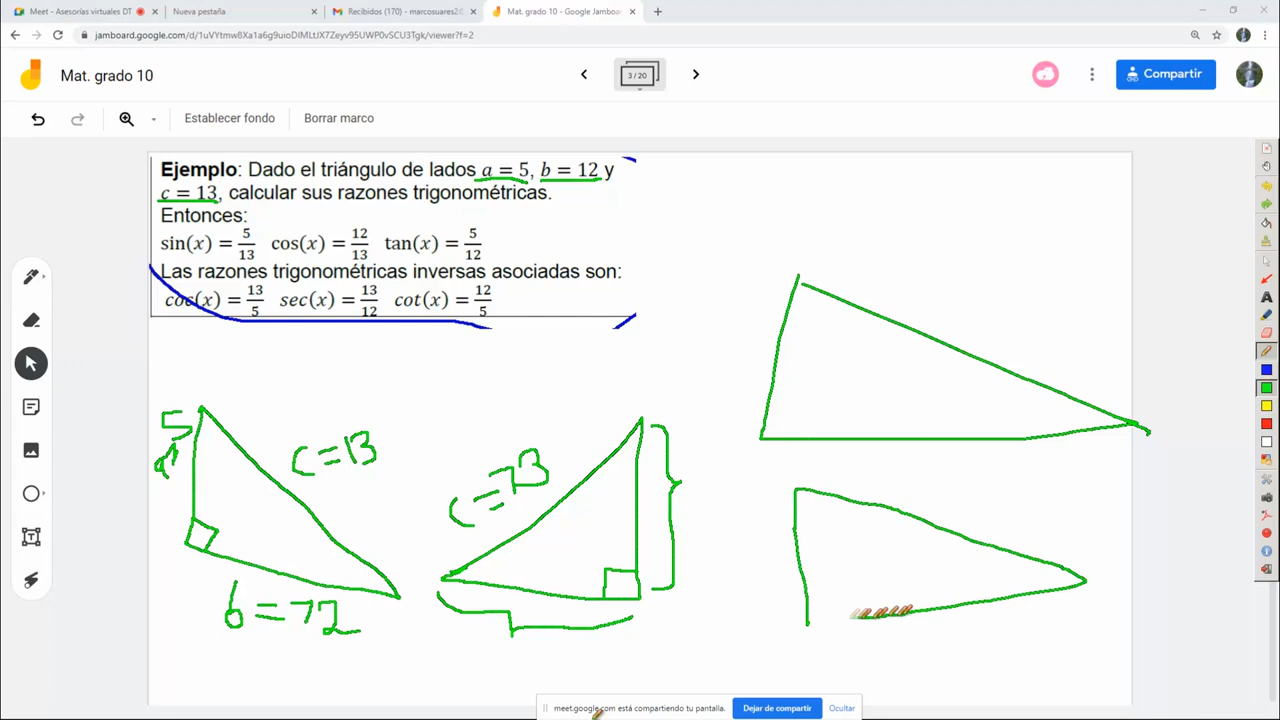 Meet - Asesorías virtuales DT
Nueva pestaña
Recibidos (170) - marcosuares2
Mat. grado 10 - Google Jamboa
jamboard.google.com/d/1uVYtmw8Xa1a6g9uioDIMLtJX7Zeyv95UWP0vSCU3Tgk/viewer?f=2
Mat. grado 10
3 / 20
Compartir
Establecer fondo
Borrar marco
Ejemplo: Dado el triángulo de lados a = 5, b = 12 y
c = 13, calcular sus razones trigonométricas.
Entonces:
sin(x) = 5/13 cos(x) = 12/13 tan(x) = 5/12
Las razones trigonométricas inversas asociadas son:
coc(x) = 13/5 sec(x) = 13/12 cot(x) = 12/5
5
a
c=13
b=12
c=13
meet.google.com está compartiendo tu pantalla.
Dejar de compartir
Ocultar